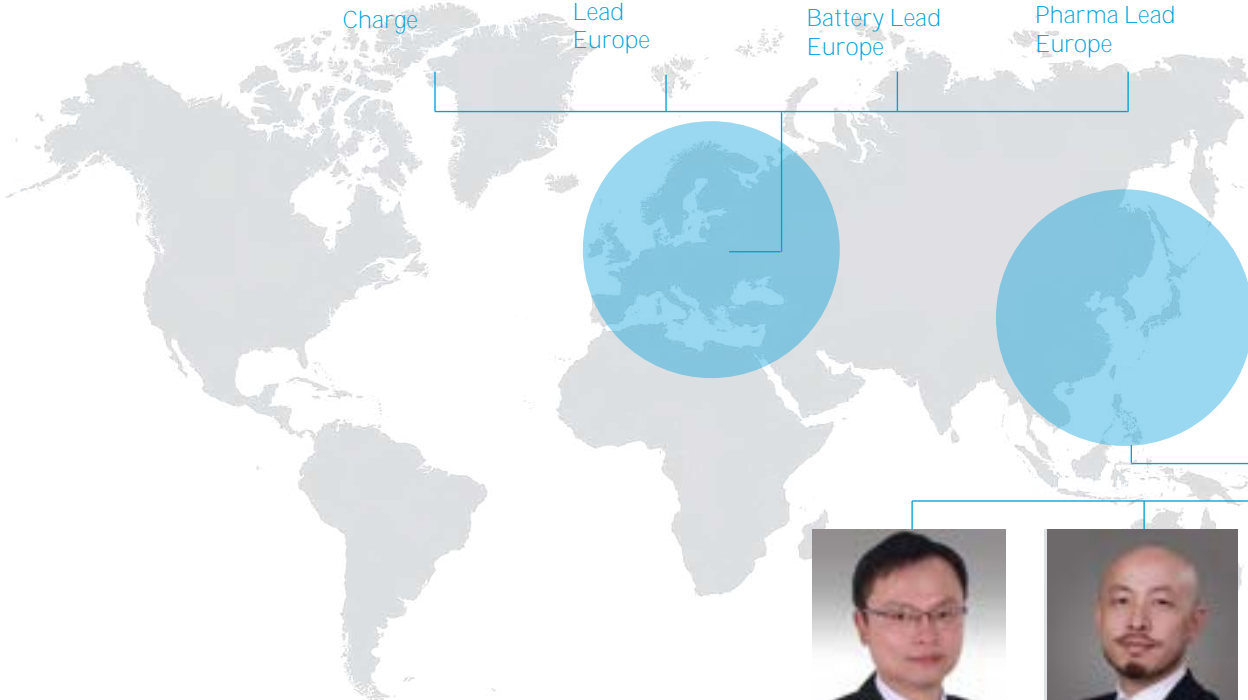 Charge
Lead
Europe
Battery Lead
Europe
Pharma Lead
Europe